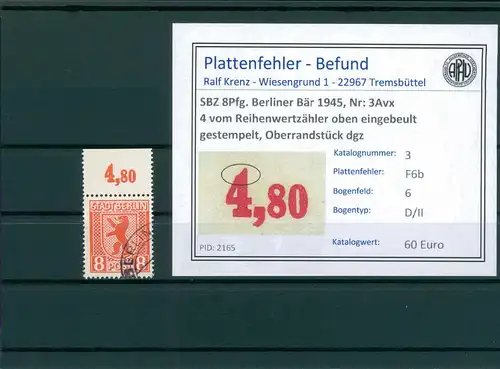 Plattenfehler - Befund
Ralf Krenz - Wiesengrund 1 - 22967 Tremsbüttel
SBZ 8Pfg. Berliner Bär 1945, Nr: 3Avx
4 vom Reihenwertzähler oben eingebeult
gestempelt, Oberrandstück dgz
4,80
PID: 2165
Katalognummer: 3
Plattenfehler: F6b
Bogenfeld: 6
Bogentyp: D/II
Katalogwert: 60 Euro
4,80
STADT BERLIN
8 8